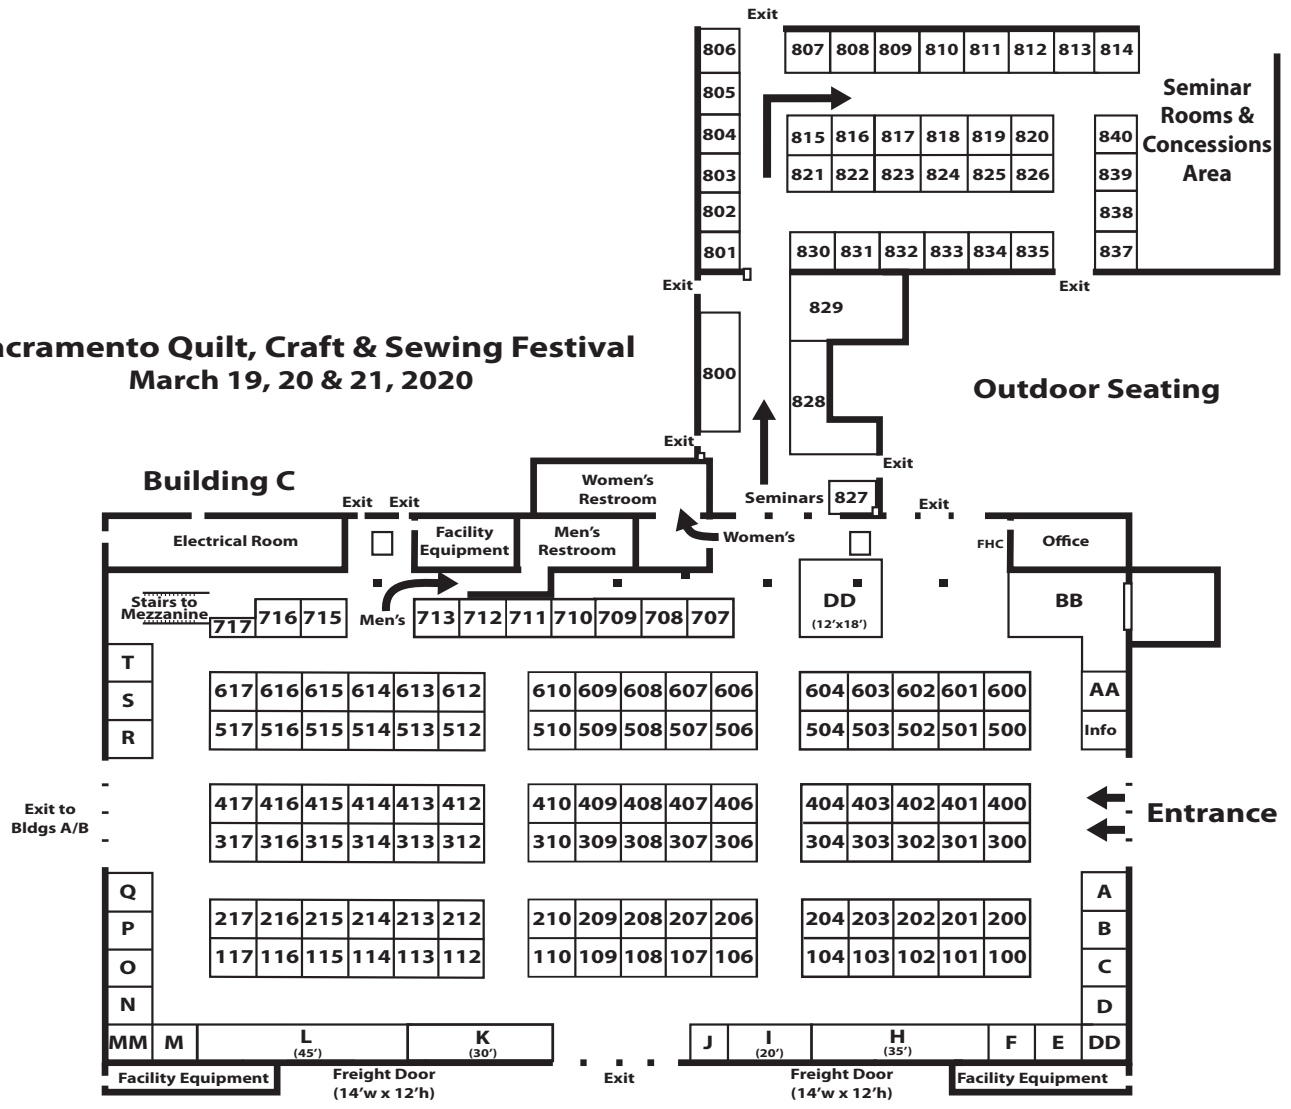 Exit
806 807 808 809 810 811 812 813 814
805
Seminar
Rooms &
Concessions
Area
804 815 816 817 818 819 820 840
803 821 822 823 824 825 826 839
802 838
801 830 831 832 833 834 835 837
Exit Exit
829
acramento Quilt, Craft & Sewing Festival
March 19, 20 & 21, 2020
800
828
Outdoor Seating
Exit
Exit
Building C
Women's
Restroom
Seminars 827
Exit Exit
Exit
Electrical Room
Facility
Equipment
Men's
Restroom
Women's
FHC
Office
Stairs to
Mezzanine
717 716 715
Men's
713 712 711 710 709 708 707
DD
(12'x18')
BB
T
S
R
617 616 615 614 613 612 610 609 608 607 606 604 603 602 601 600 AA
517 516 515 514 513 512 510 509 508 507 506 504 503 502 501 500 Info
417 416 415 414 413 412 410 409 408 407 406 404 403 402 401 400
317 316 315 314 313 312 310 309 308 307 306 304 303 302 301 300
Exit to
Bldgs A/B
Entrance
Q
P
O
N
A
B
C
D
217 216 215 214 213 212 210 209 208 207 206 204 203 202 201 200
117 116 115 114 113 112 110 109 108 107 106 104 103 102 101 100
MM M L K J I H F E DD
(45') (30') (20') (35')
Facility Equipment
Freight Door
(14'w x 12'h)
Exit
Freight Door
(14'w x 12'h)
Facility Equipment